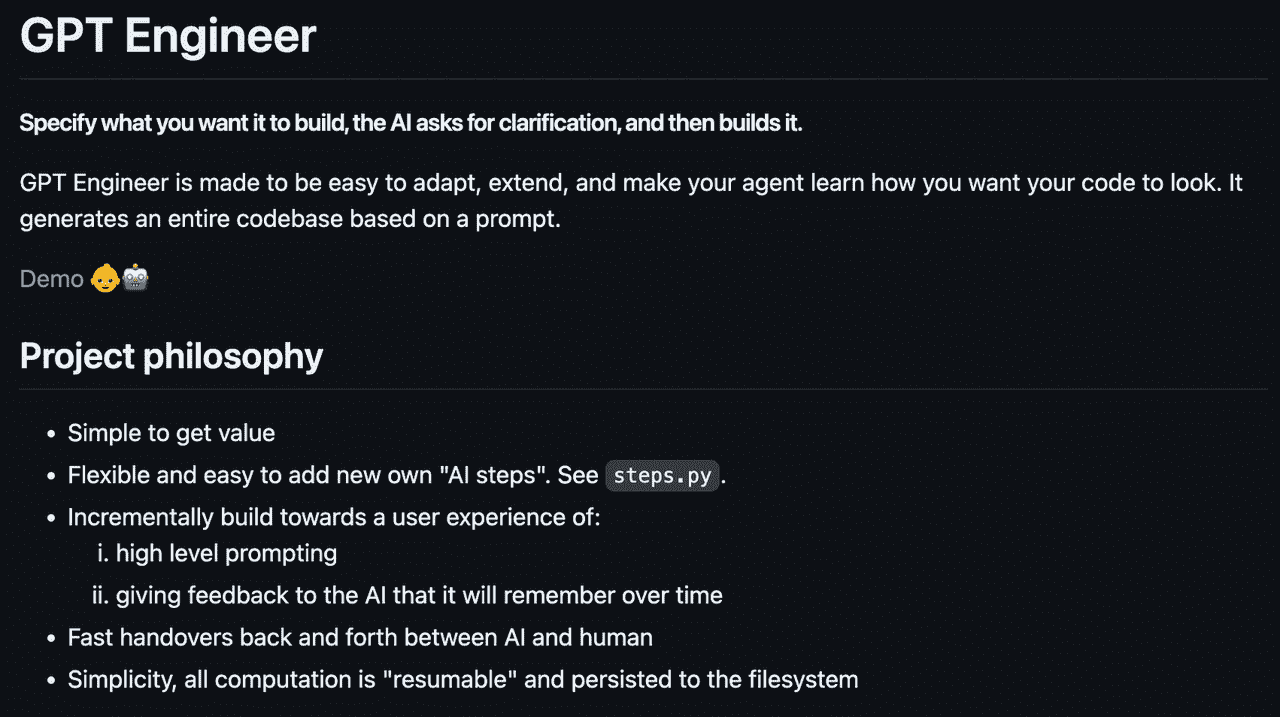 GPT Engineer
Specify what you want it to build, the AI asks for clarification, and then builds it.
GPT Engineer is made to be easy to adapt, extend, and make your agent learn how you want your code to look. It
generates an entire codebase based on a prompt.
Demo 👶🤖
Project philosophy
• Simple to get value
• Flexible and easy to add new own "AI steps". See steps.py.
• Incrementally build towards a user experience of:
i. high level prompting
ii. giving feedback to the AI that it will remember over time
• Fast handovers back and forth between AI and human
• Simplicity, all computation is "resumable" and persisted to the filesystem